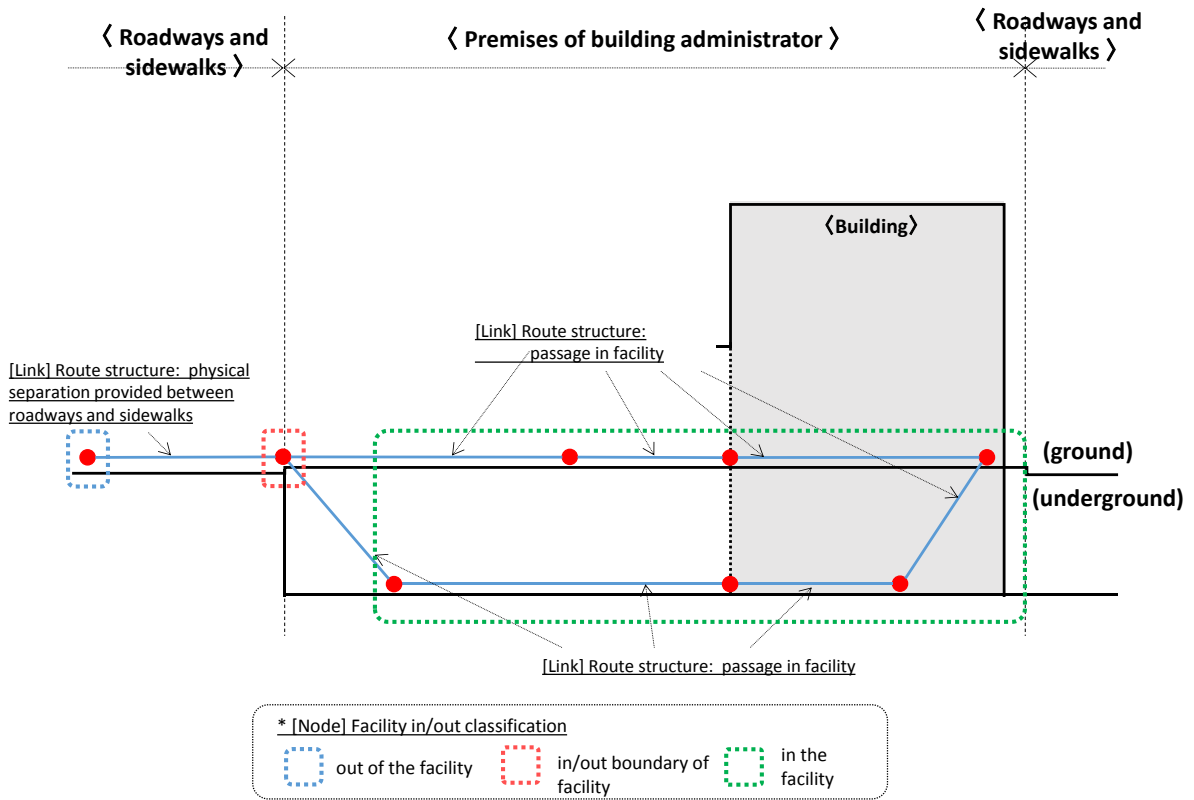 〈 Roadways and
sidewalks 〉
〈 Premises of building administrator 〉
〈 Roadways and
sidewalks 〉
〈Building〉
[Link] Route structure:
passage in facility
[Link] Route structure: physical
separation provided between
roadways and sidewalks
(ground)
(underground)
[Link] Route structure: passage in facility
* [Node] Facility in/out classification
out of the facility
in/out boundary of
facility
in the
facility